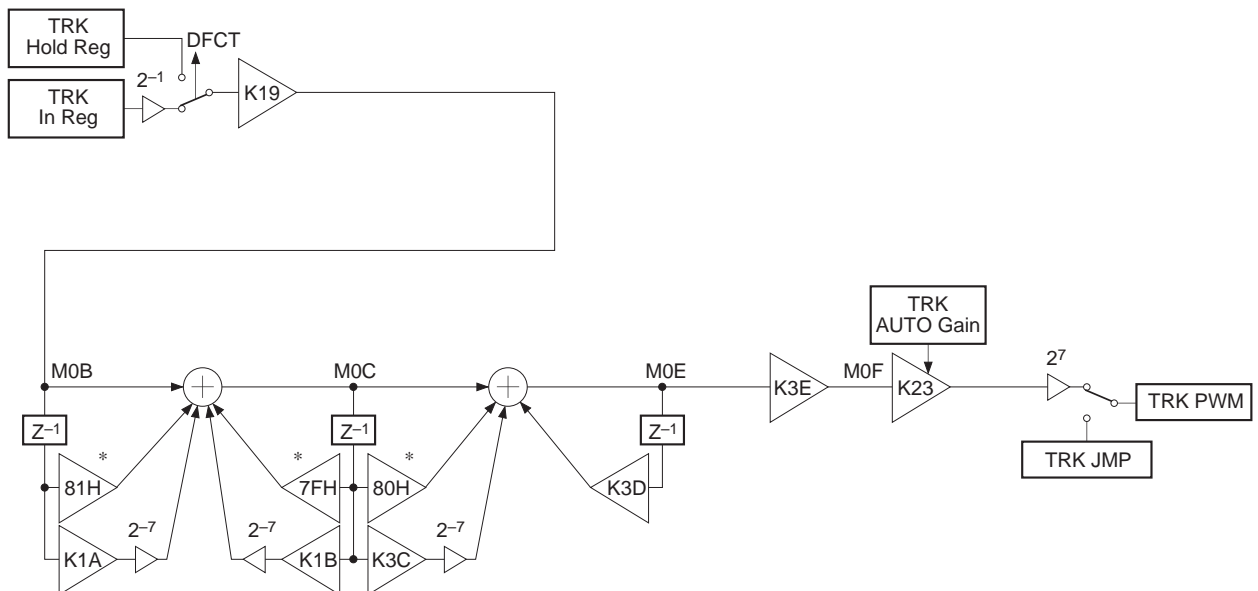 TRK
Hold Reg
DFCT
2⁻¹
TRK
In Reg
K19
TRK
AUTO Gain
M0B
M0C
M0E
K3E
M0F
K23
2⁷
TRK PWM
TRK JMP
Z⁻¹
Z⁻¹
Z⁻¹
*
*
*
81H
7FH
80H
K3D
2⁻⁷
2⁻⁷
2⁻⁷
K1A
K1B
K3C